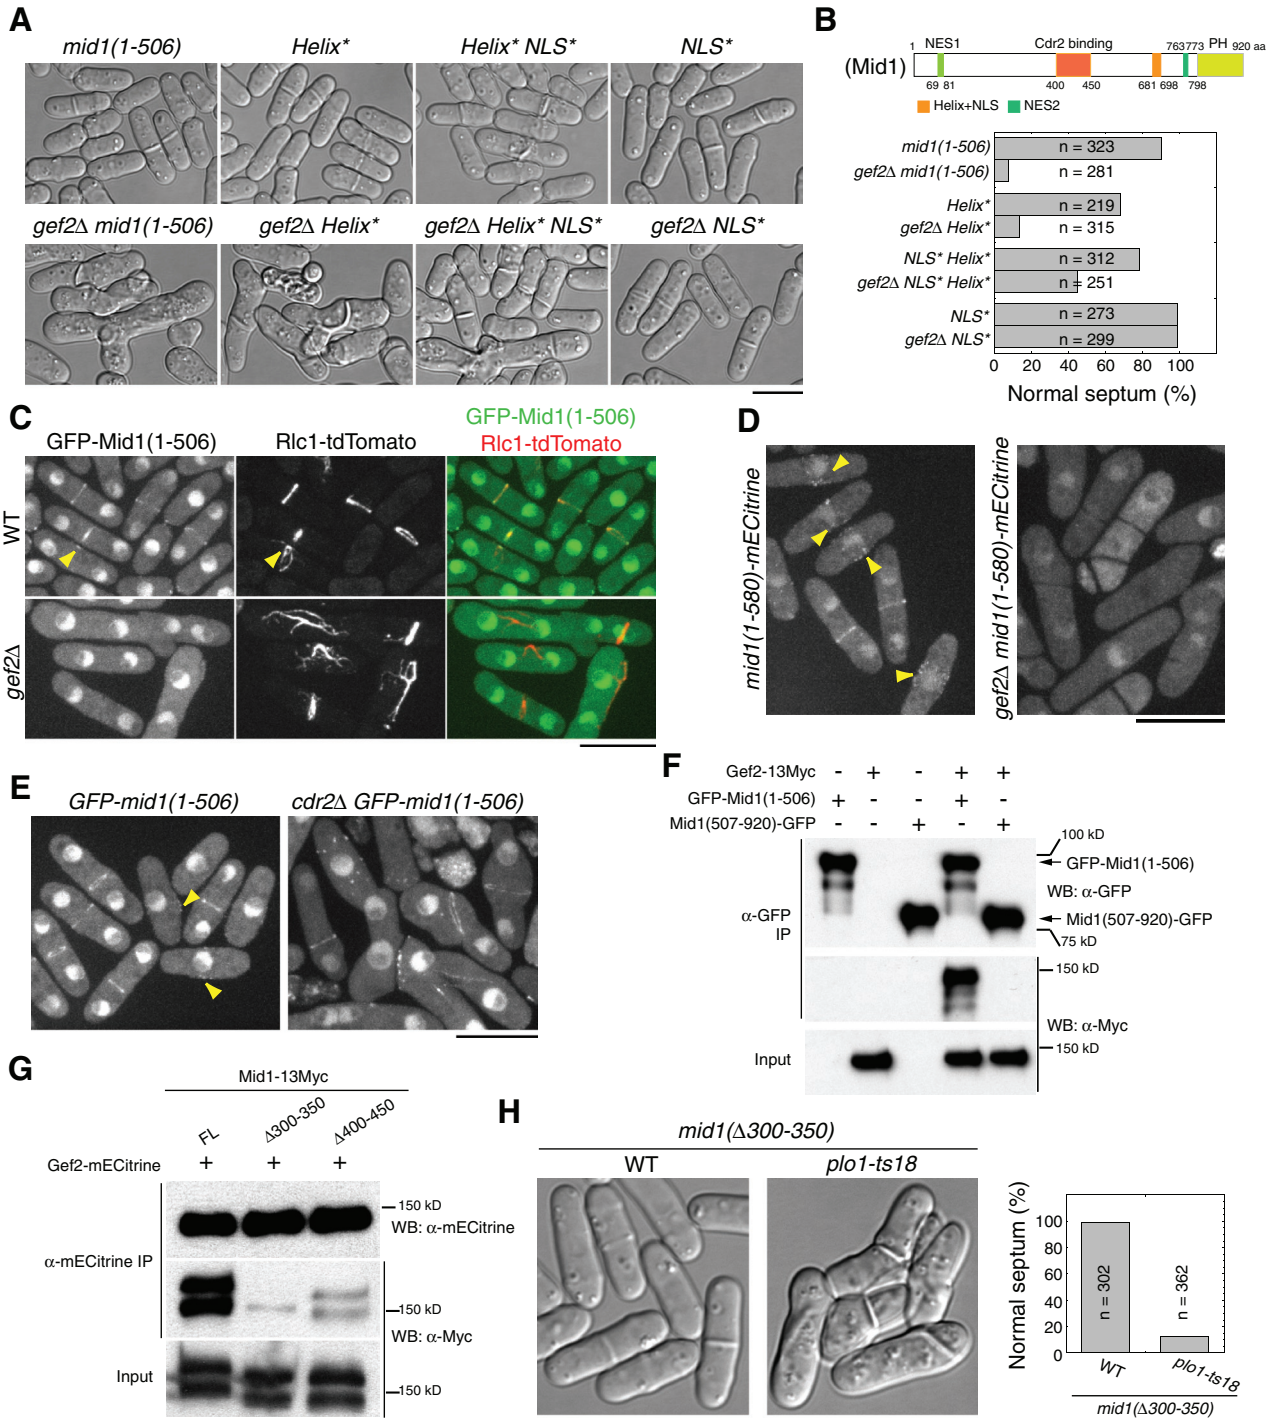 A
mid1(1-506) Helix* Helix* NLS* NLS*
gef2Δ mid1(1-506) gef2Δ Helix* gef2Δ Helix* NLS* gef2Δ NLS*
B
1 NES1 Cdr2 binding 763 773 PH 920 aa
(Mid1)
69 81 400 450 681 698 798
Helix+NLS NES2
mid1(1-506) n = 323
gef2Δ mid1(1-506) n = 281
Helix* n = 219
gef2Δ Helix* n = 315
NLS* Helix* n = 312
gef2Δ NLS* Helix* n = 251
NLS* n = 273
gef2Δ NLS* n = 299
0 20 40 60 80 100
Normal septum (%)
C
GFP-Mid1(1-506) Rlc1-tdTomato GFP-Mid1(1-506)
Rlc1-tdTomato
WT
gef2Δ
D
mid1(1-580)-mECitrine
gef2Δ mid1(1-580)-mECitrine
E
GFP-mid1(1-506) cdr2Δ GFP-mid1(1-506)
F
Gef2-13Myc - + - + +
GFP-Mid1(1-506) + - - + -
Mid1(507-920)-GFP - - + - +
100 kD
GFP-Mid1(1-506)
WB: α-GFP
Mid1(507-920)-GFP
75 kD
α-GFP
IP
150 kD
WB: α-Myc
Input 150 kD
G
Mid1-13Myc
FL Δ300-350 Δ400-450
Gef2-mECitrine + + +
150 kD
WB: α-mECitrine
α-mECitrine IP
150 kD
WB: α-Myc
Input
150 kD
H
mid1(Δ300-350)
WT plo1-ts18
Normal septum (%)
100
80
60
40
20
0
n = 302
n = 362
WT plo1-ts18
mid1(Δ300-350)